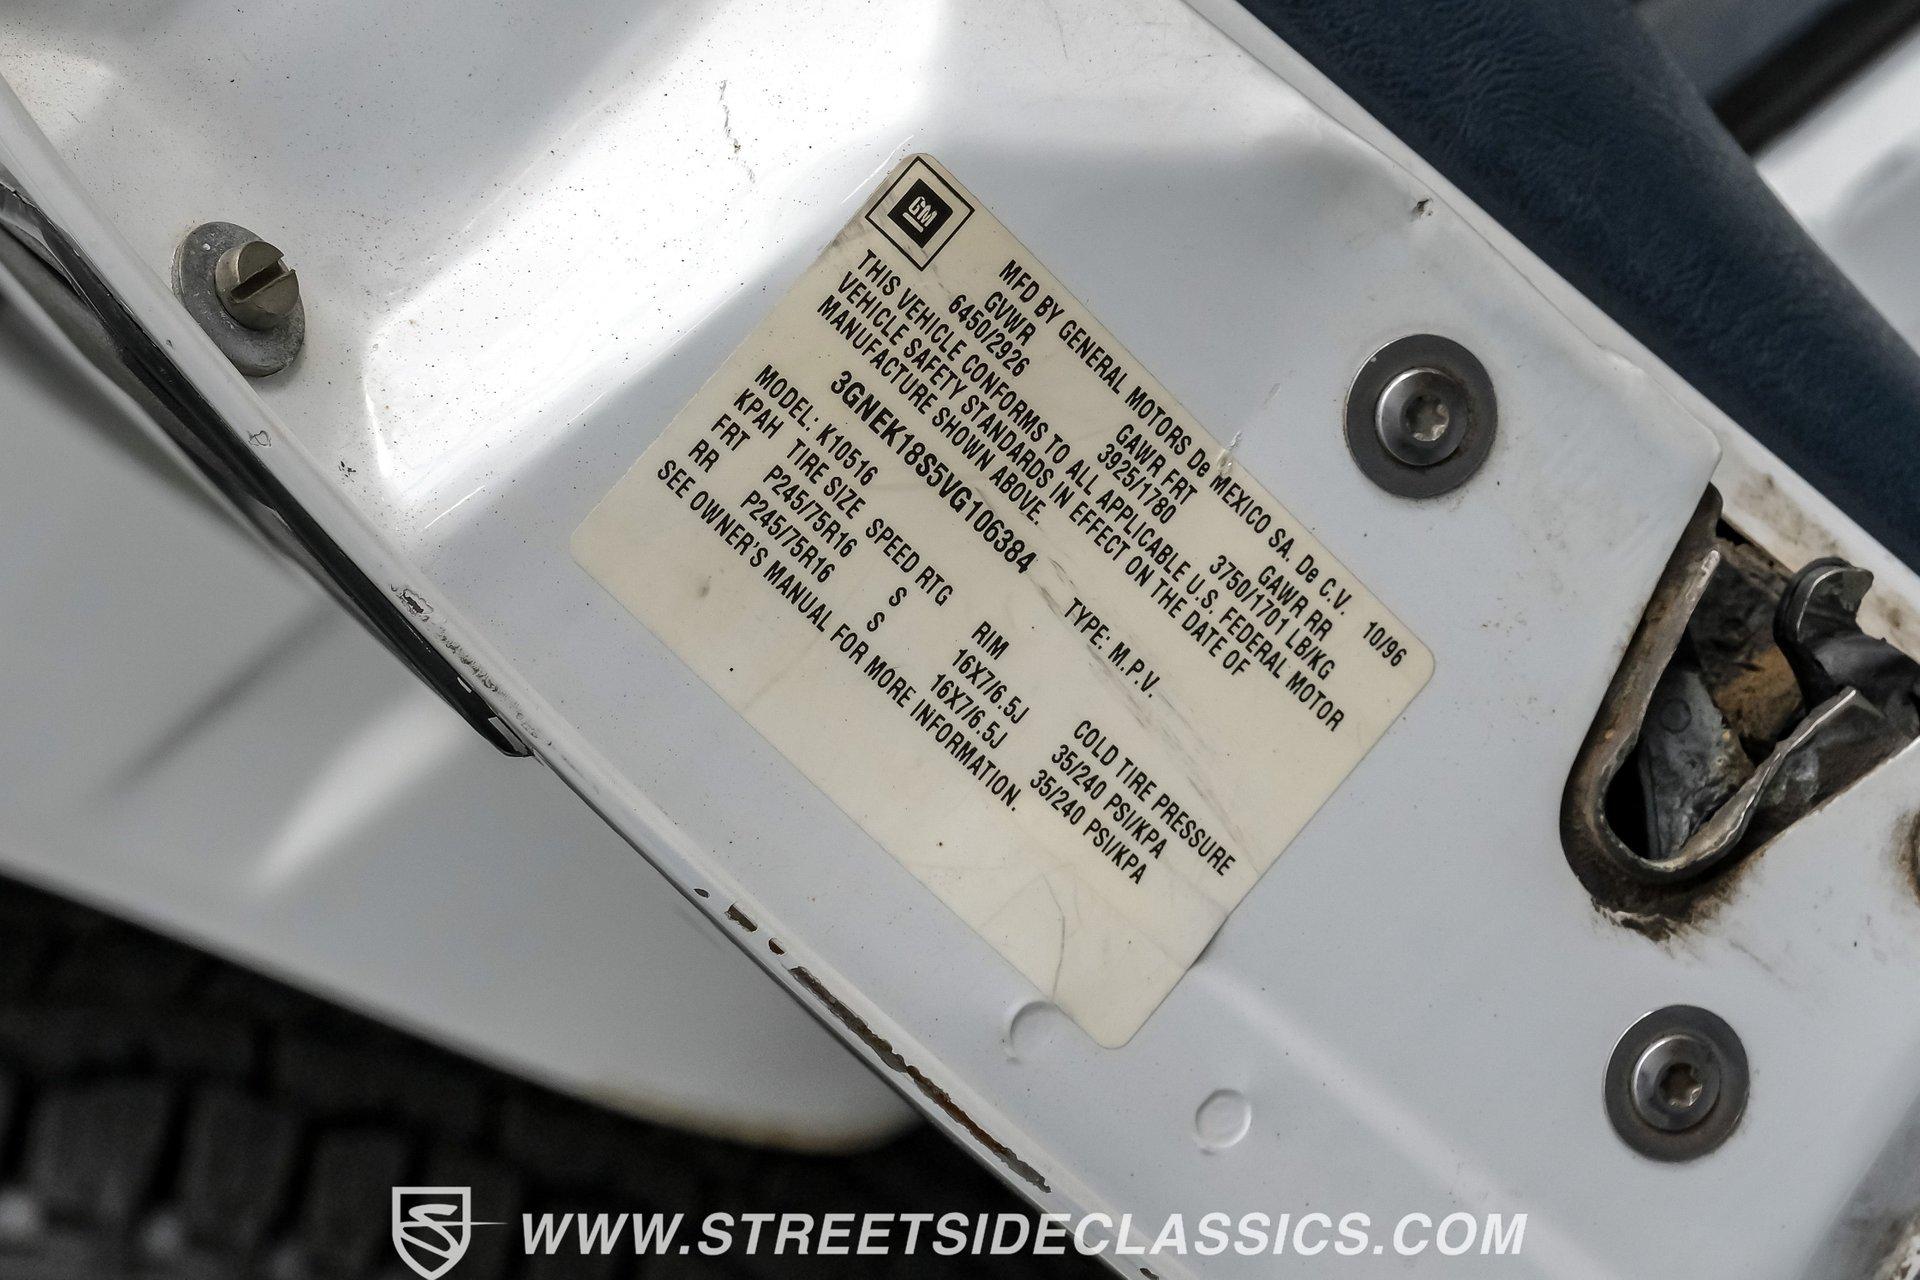 GM
MFD BY GENERAL MOTORS De MEXICO SA. De C.V. 10/96
GVWR GAWR FRT GAWR RR
6450/2926 3925/1780 3750/1701 LB/KG
THIS VEHICLE CONFORMS TO ALL APPLICABLE U.S. FEDERAL MOTOR
VEHICLE SAFETY STANDARDS IN EFFECT ON THE DATE OF
MANUFACTURE SHOWN ABOVE.
3GNEK18S5VG106384 TYPE: M.P.V.
MODEL: K10516
KPAH TIRE SIZE SPEED RTG RIM COLD TIRE PRESSURE
FRT P245/75R16 S 16X7/6.5J 35/240 PSI/KPA
RR P245/75R16 S 16X7/6.5J 35/240 PSI/KPA
SEE OWNER'S MANUAL FOR MORE INFORMATION.
WWW.STREETSIDECLASSICS.COM